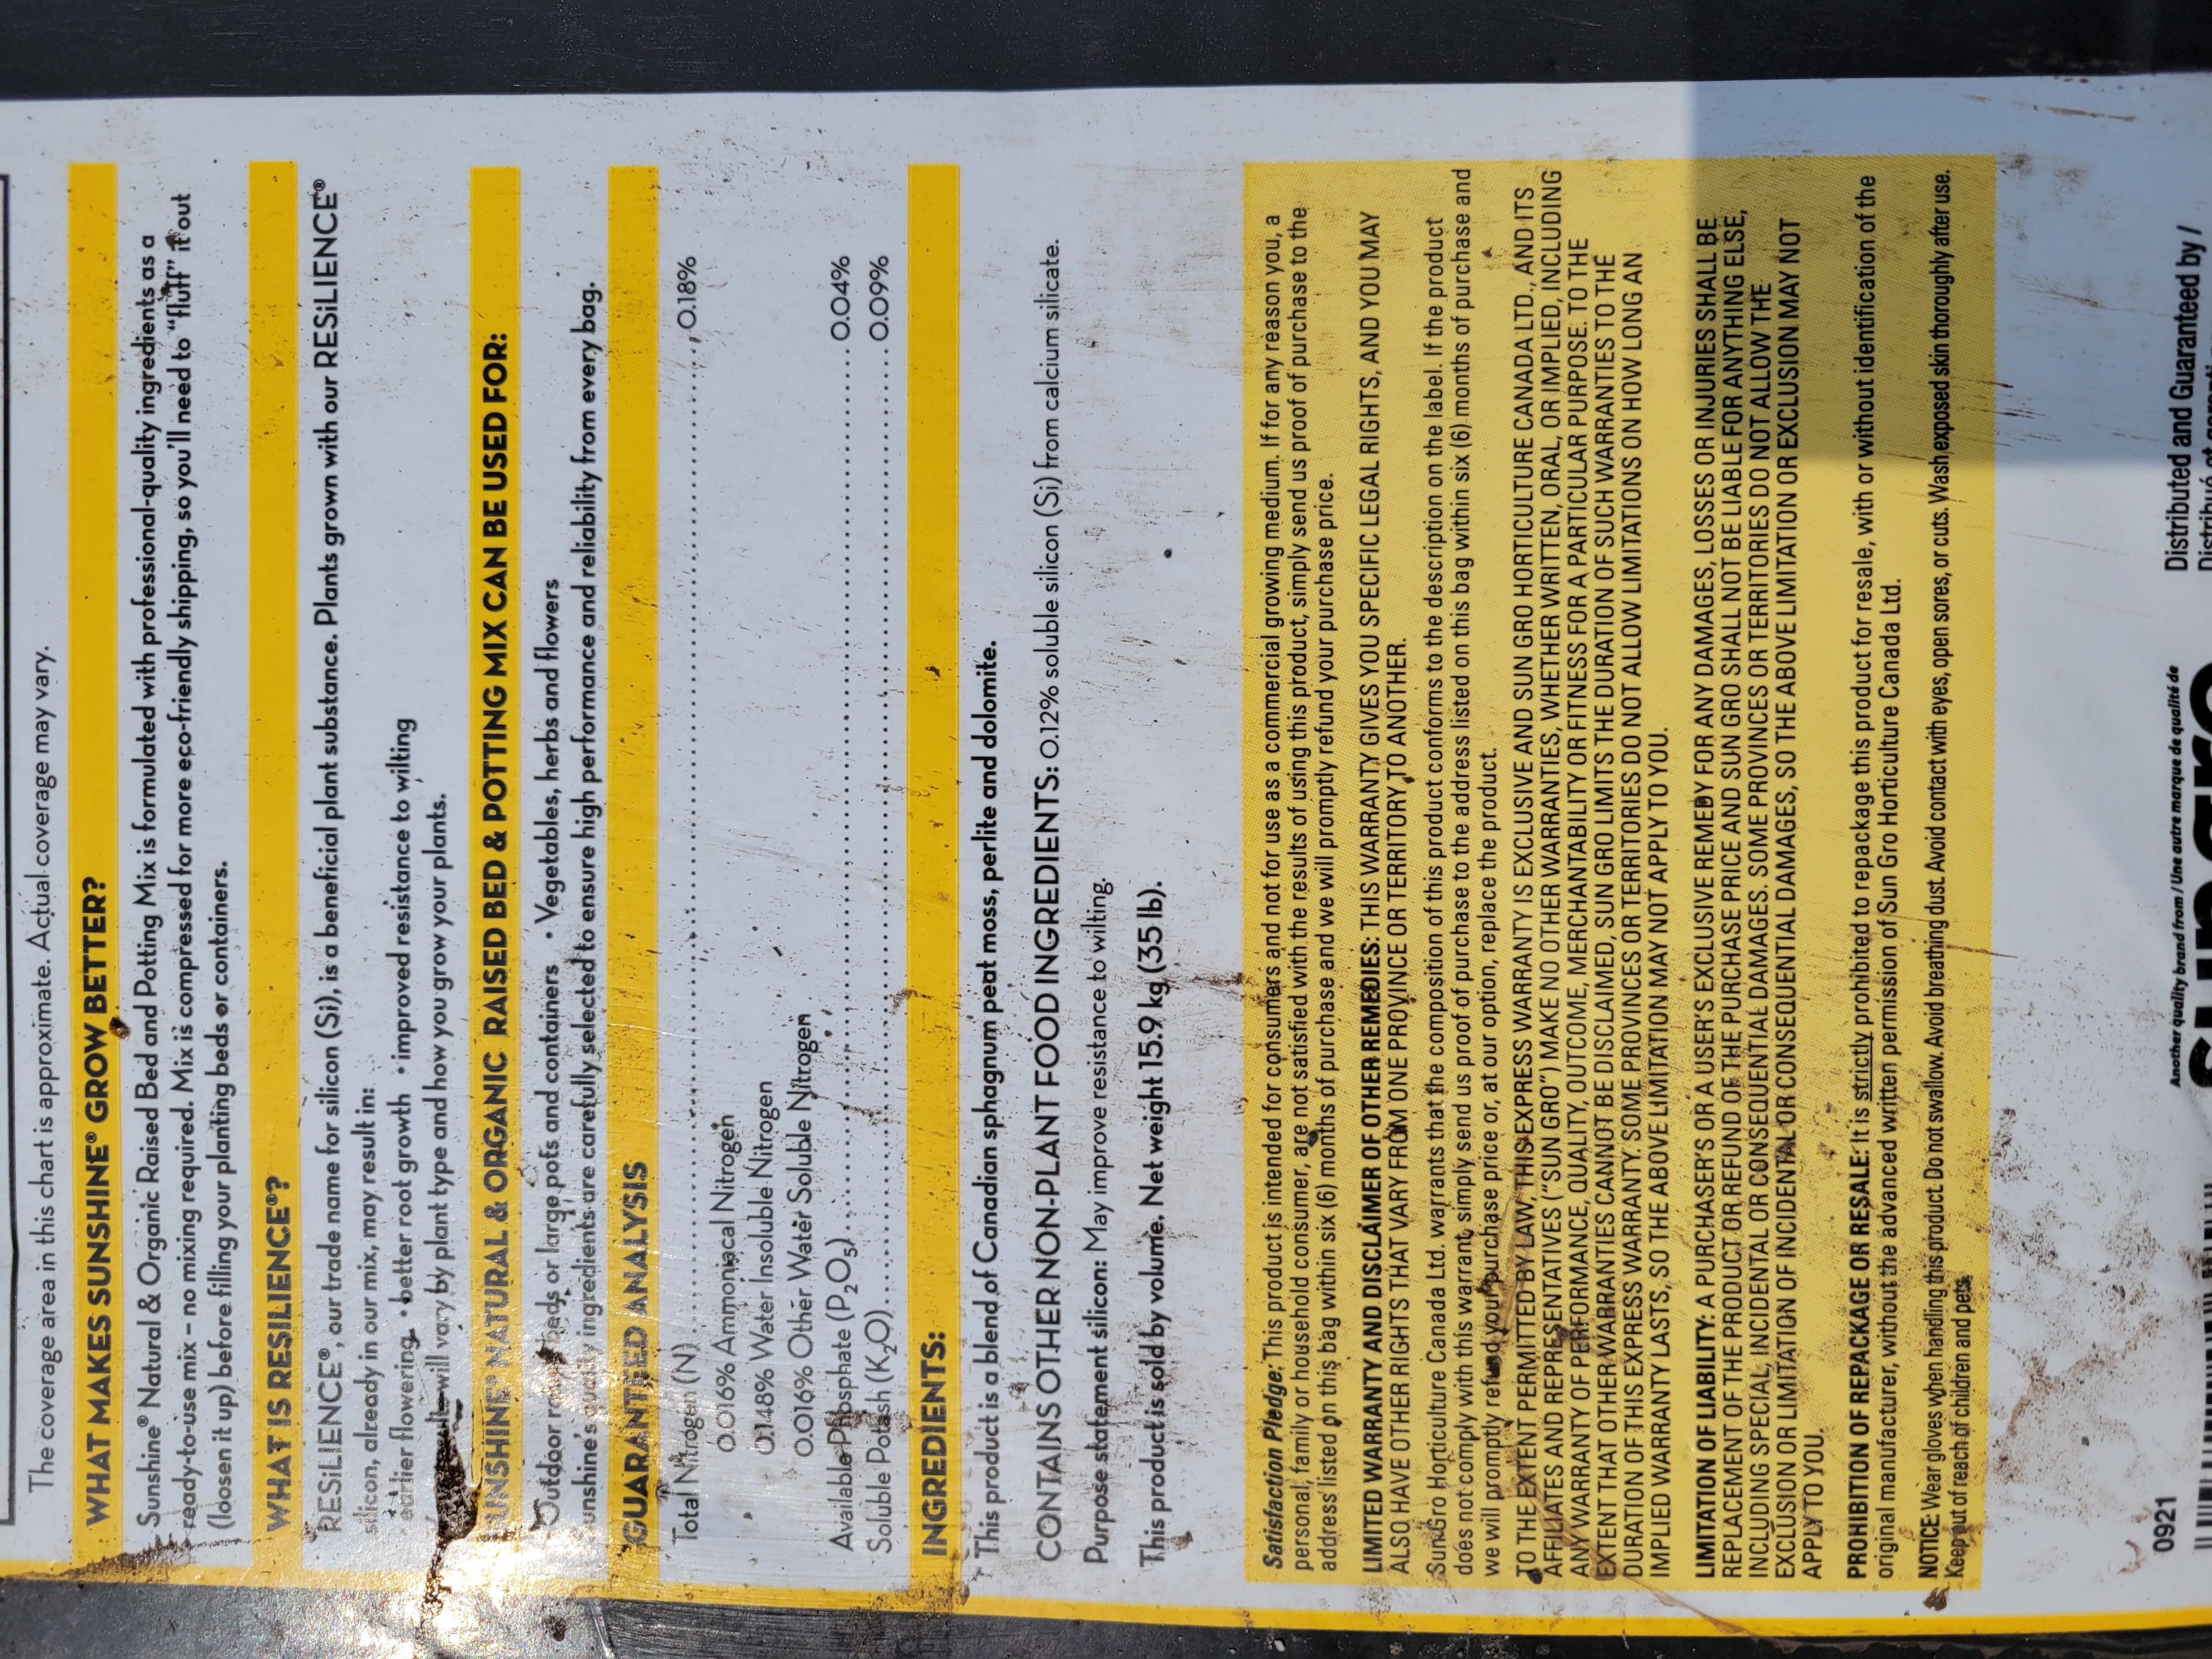 The coverage area in this chart is approximate. Actual coverage may vary.
WHAT MAKES SUNSHINE® GROW BETTER?
Sunshine® Natural & Organic Raised Bed and Potting Mix is formulated with professional-quality ingredients as a
ready-to-use mix – no mixing required. Mix is compressed for more eco-friendly shipping, so you'll need to "fluff" it out
(loosen it up) before filling your planting beds or containers.
WHAT IS RESILIENCE®?
RESiLIENCE®, our trade name for silicon (Si), is a beneficial plant substance. Plants grown with our RESiLIENCE®
silicon, already in our mix, may result in:
• earlier flowering • better root growth • improved resistance to wilting
will vary by plant type and how you grow your plants.
SUNSHINE® NATURAL & ORGANIC RAISED BED & POTTING MIX CAN BE USED FOR:
• Outdoor raised beds or large pots and containers • Vegetables, herbs and flowers
Sunshine's quality ingredients are carefully selected to ensure high performance and reliability from every bag.
GUARANTEED ANALYSIS
Total Nitrogen (N) 0.18%
0.016% Ammoniacal Nitrogen
0.148% Water Insoluble Nitrogen
0.016% Other Water Soluble Nitrogen
Available Phosphate (P₂O₅) 0.04%
Soluble Potash (K₂O) 0.09%
INGREDIENTS:
This product is a blend of Canadian sphagnum peat moss, perlite and dolomite.
CONTAINS OTHER NON-PLANT FOOD INGREDIENTS: 0.12% soluble silicon (Si) from calcium silicate.
Purpose statement silicon: May improve resistance to wilting.
This product is sold by volume. Net weight 15.9 kg (35 lb).
Satisfaction Pledge: This product is intended for consumers and not for use as a commercial growing medium. If for any reason you, a
personal, family or household consumer, are not satisfied with the results of using this product, simply send us proof of purchase to the
address listed on this bag within six (6) months of purchase and we will promptly refund your purchase price.
LIMITED WARRANTY AND DISCLAIMER OF OTHER REMEDIES: THIS WARRANTY GIVES YOU SPECIFIC LEGAL RIGHTS, AND YOU MAY
ALSO HAVE OTHER RIGHTS THAT VARY FROM ONE PROVINCE OR TERRITORY TO ANOTHER.
Sun Gro Horticulture Canada Ltd. warrants that the composition of this product conforms to the description on the label. If the product
does not comply with this warrant, simply send us proof of purchase to the address listed on this bag within six (6) months of purchase and
we will promptly refund your purchase price or, at our option, replace the product.
TO THE EXTENT PERMITTED BY LAW, THIS EXPRESS WARRANTY IS EXCLUSIVE AND SUN GRO HORTICULTURE CANADA LTD., AND ITS
AFFILIATES AND REPRESENTATIVES ("SUN GRO") MAKE NO OTHER WARRANTIES, WHETHER WRITTEN, ORAL, OR IMPLIED, INCLUDING
ANY WARRANTY OF PERFORMANCE, QUALITY, OUTCOME, MERCHANTABILITY OR FITNESS FOR A PARTICULAR PURPOSE. TO THE
EXTENT THAT OTHER WARRANTIES CANNOT BE DISCLAIMED, SUN GRO LIMITS THE DURATION OF SUCH WARRANTIES TO THE
DURATION OF THIS EXPRESS WARRANTY. SOME PROVINCES OR TERRITORIES DO NOT ALLOW LIMITATIONS ON HOW LONG AN
IMPLIED WARRANTY LASTS, SO THE ABOVE LIMITATION MAY NOT APPLY TO YOU.
LIMITATION OF LIABILITY: A PURCHASER'S OR A USER'S EXCLUSIVE REMEDY FOR ANY DAMAGES, LOSSES OR INJURIES SHALL BE
REPLACEMENT OF THE PRODUCT OR REFUND OF THE PURCHASE PRICE AND SUN GRO SHALL NOT BE LIABLE FOR ANYTHING ELSE,
INCLUDING SPECIAL, INCIDENTAL OR CONSEQUENTIAL DAMAGES. SOME PROVINCES OR TERRITORIES DO NOT ALLOW THE
EXCLUSION OR LIMITATION OF INCIDENTAL OR CONSEQUENTIAL DAMAGES, SO THE ABOVE LIMITATION OR EXCLUSION MAY NOT
APPLY TO YOU.
PROHIBITION OF REPACKAGE OR RESALE: It is strictly prohibited to repackage this product for resale, with or without identification of the
original manufacturer, without the advanced written permission of Sun Gro Horticulture Canada Ltd.
NOTICE: Wear gloves when handling this product. Do not swallow. Avoid breathing dust. Avoid contact with eyes, open sores, or cuts. Wash exposed skin thoroughly after use.
Keep out of reach of children and pets.
0921
Another quality brand from / Une autre marque de qualité de
sun gro
Distributed and Guaranteed by /
Distribué et garanti